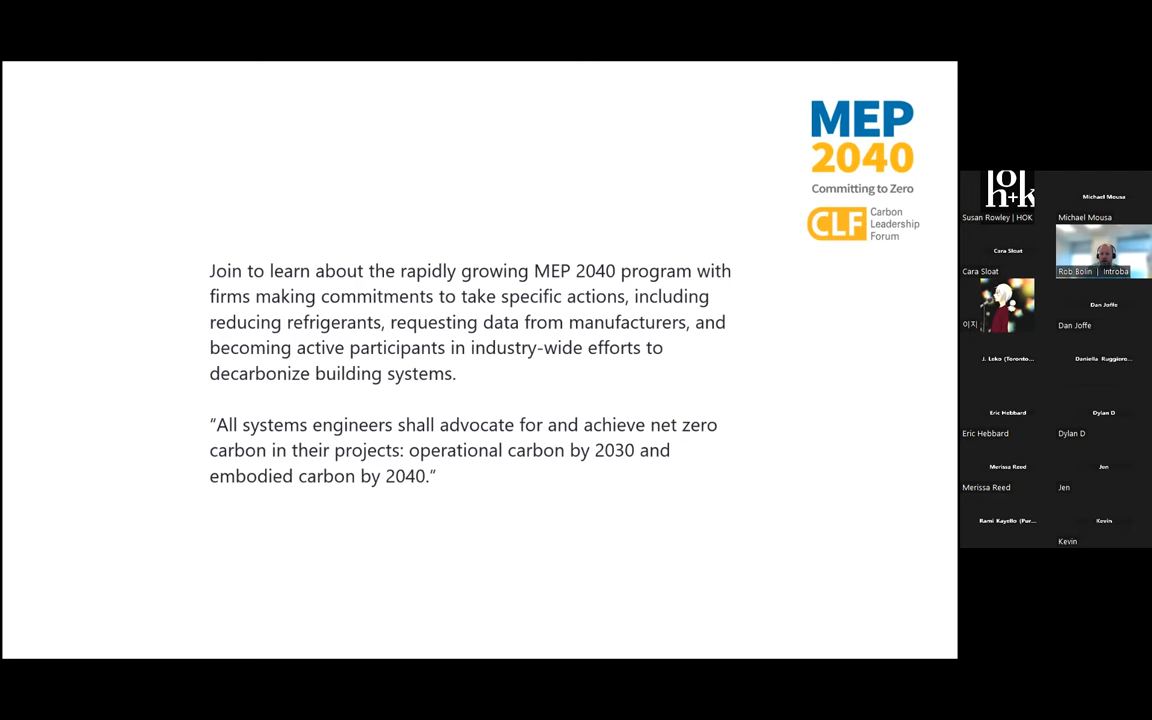 MEP
2040
Committing to Zero
CLF Carbon
Leadership
Forum
Join to learn about the rapidly growing MEP 2040 program with
firms making commitments to take specific actions, including
reducing refrigerants, requesting data from manufacturers, and
becoming active participants in industry-wide efforts to
decarbonize building systems.
"All systems engineers shall advocate for and achieve net zero
carbon in their projects: operational carbon by 2030 and
embodied carbon by 2040."
h+k
Susan Rowley | HOK
Michael Mousa
Michael Mousa
Cara Sloat
Cara Sloat
Rob Bolin | Introba
이지
Dan Joffe
Dan Joffe
J. Leko (Toronto...
Daniella Ruggiero...
Eric Hebbard
Eric Hebbard
Dylan D
Dylan D
Merissa Reed
Merissa Reed
Jen
Jen
Rami Kayello (Pur...
Kevin
Kevin